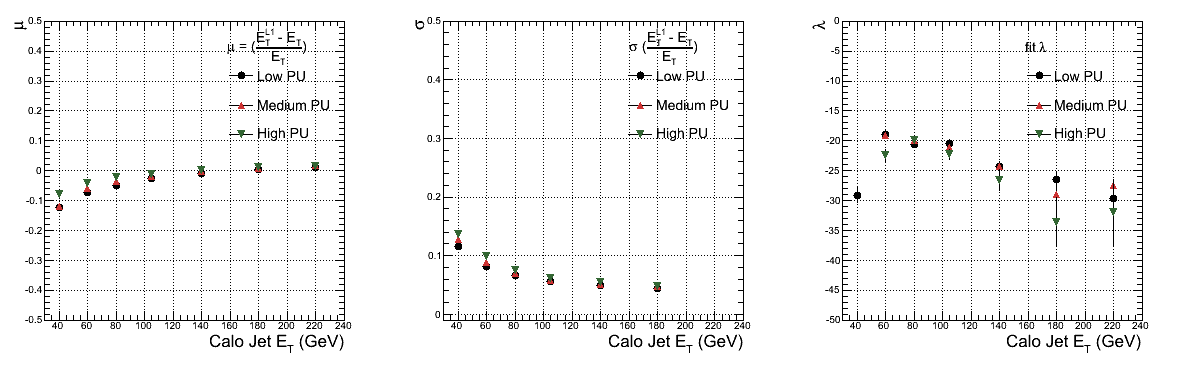 μ
0.5
0.4
0.3
0.2
0.1
0
-0.1
-0.2
-0.3
-0.4
-0.5
μ = (E_T^L1 - E_T / E_T)
Low PU
Medium PU
High PU
40 60 80 100 120 140 160 180 200 220 240
Calo Jet E_T (GeV)
σ
0.5
0.4
0.3
0.2
0.1
0
σ (E_T^L1 - E_T / E_T)
Low PU
Medium PU
High PU
40 60 80 100 120 140 160 180 200 220 240
Calo Jet E_T (GeV)
λ
0
-5
-10
-15
-20
-25
-30
-35
-40
-45
-50
fit λ
Low PU
Medium PU
High PU
40 60 80 100 120 140 160 180 200 220 240
Calo Jet E_T (GeV)